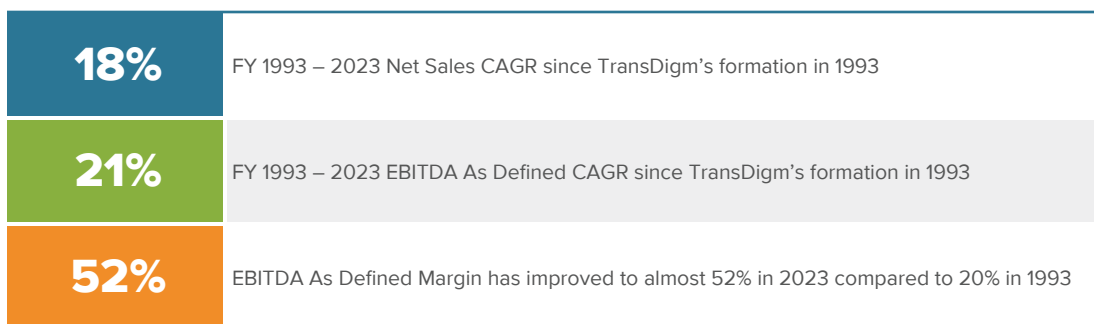 18%
FY 1993 – 2023 Net Sales CAGR since TransDigm's formation in 1993
21%
FY 1993 – 2023 EBITDA As Defined CAGR since TransDigm's formation in 1993
52%
EBITDA As Defined Margin has improved to almost 52% in 2023 compared to 20% in 1993